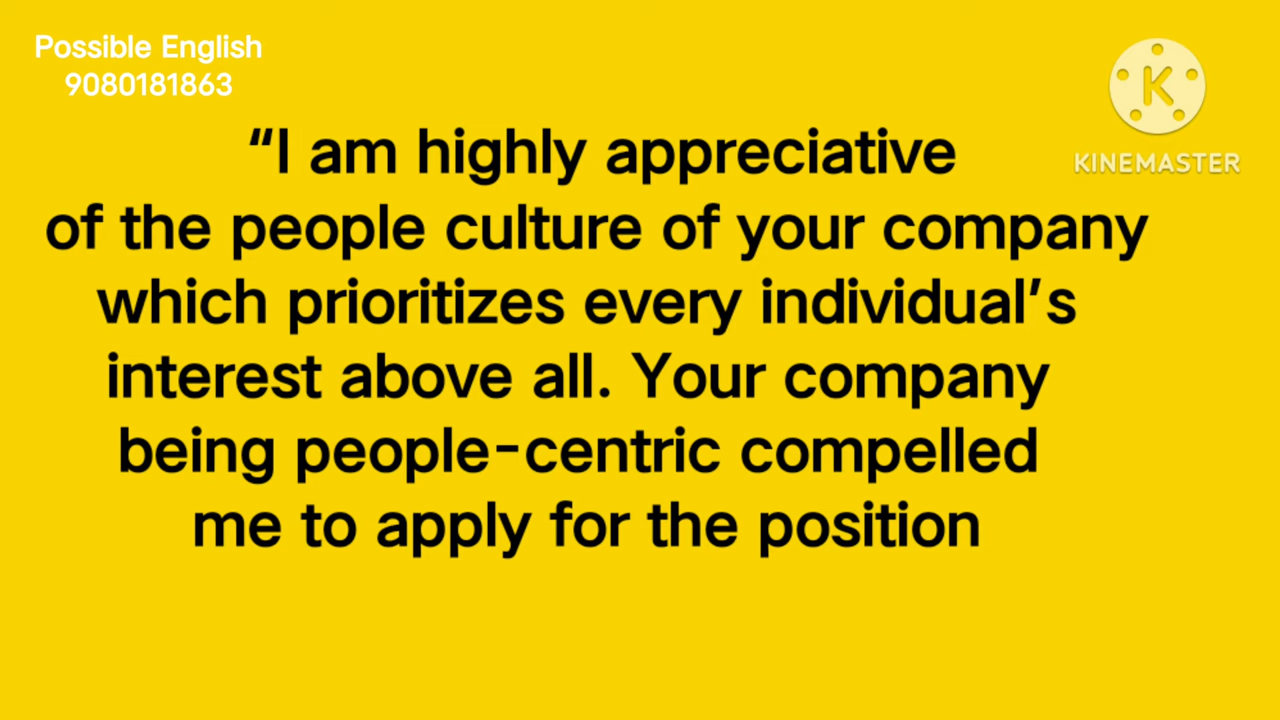 Possible English
9080181863
KINEMASTER
“I am highly appreciative
of the people culture of your company
which prioritizes every individual’s
interest above all. Your company
being people-centric compelled
me to apply for the position